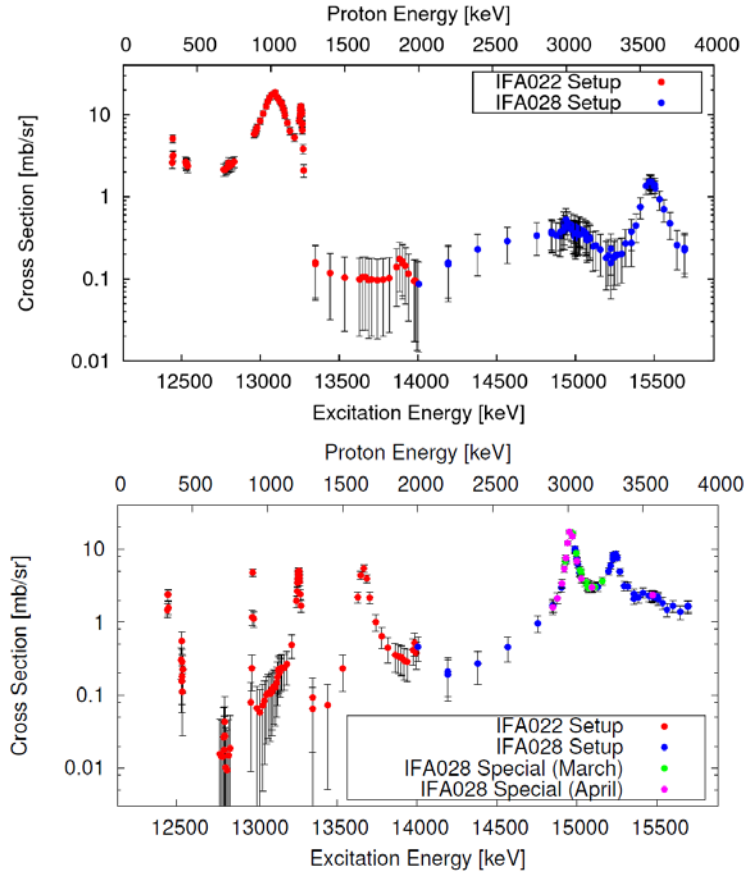 Proton Energy [keV]
0 500 1000 1500 2000 2500 3000 3500 4000
IFA022 Setup
IFA028 Setup
Cross Section [mb/sr]
10
1
0.1
0.01
12500 13000 13500 14000 14500 15000 15500
Excitation Energy [keV]
Proton Energy [keV]
0 500 1000 1500 2000 2500 3000 3500 4000
Cross Section [mb/sr]
10
1
0.1
0.01
IFA022 Setup
IFA028 Setup
IFA028 Special (March)
IFA028 Special (April)
12500 13000 13500 14000 14500 15000 15500
Excitation Energy [keV]